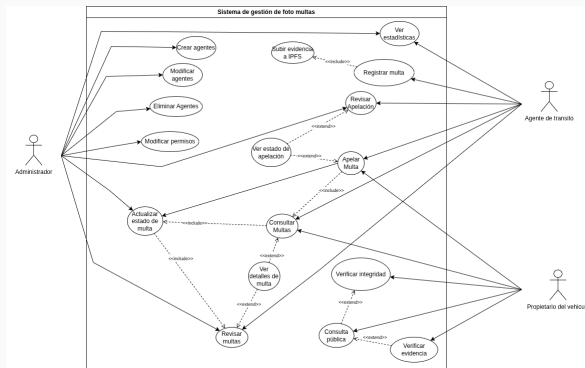 Sistema de gestión de foto multas
Ver
estadísticas
Crear agentes
Subir evidencia
a IPFS
<<include>>
Modificar
agentes
Registrar multa
Revisar
Apelación
Eliminar Agentes
Agente de transito
<<extend>>
Modificar permisos
Ver estado de
apelación
<<extend>>
Apelar
Multa
Administrador
<<include>>
Actualizar
estado de
multa
<<include>>
Consultar
Multas
<<include>>
<<extend>>
Ver
detalles de
multa
Verificar integridad
<<extend>>
<<extend>>
Propietario del vehicu
Revisar
multas
Consulta
pública
<<extend>>
Verificar
evidencia